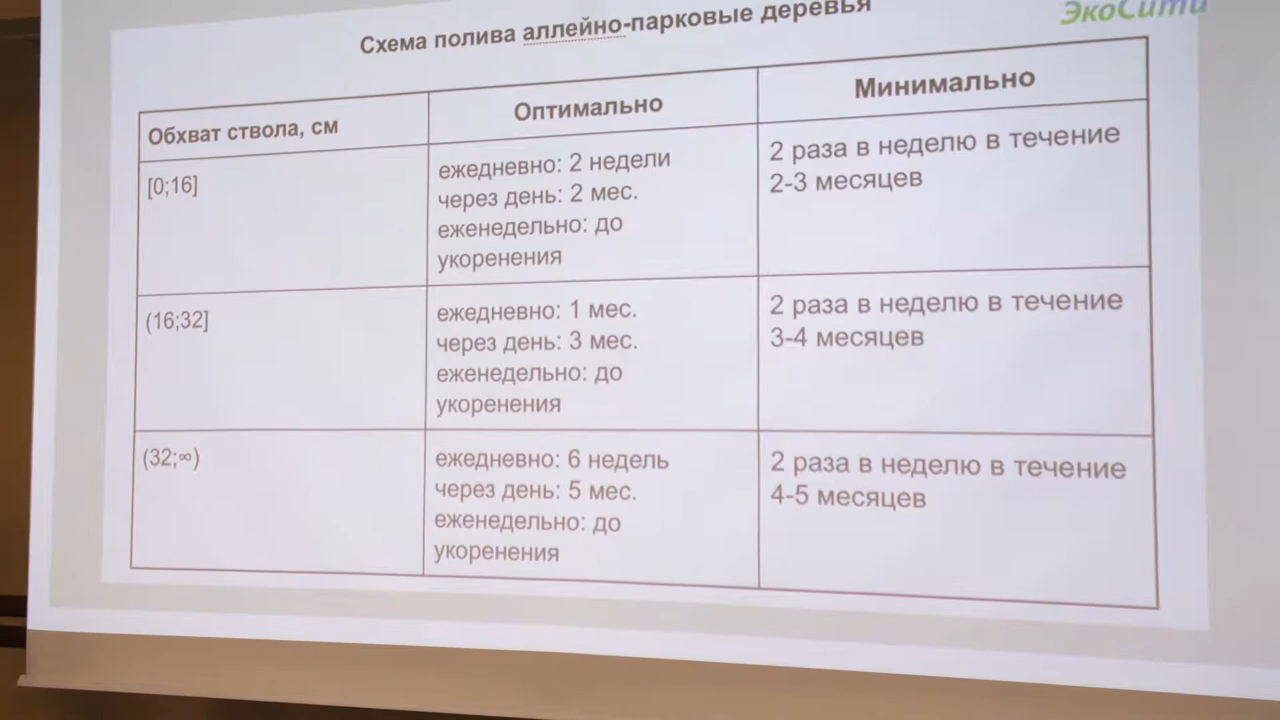 ЭкоСити
Схема полива аллейно-парковые деревья
Обхват ствола, см
Оптимально
Минимально
[0;16]
ежедневно: 2 недели
через день: 2 мес.
еженедельно: до
укоренения
2 раза в неделю в течение
2-3 месяцев
(16;32]
ежедневно: 1 мес.
через день: 3 мес.
еженедельно: до
укоренения
2 раза в неделю в течение
3-4 месяцев
(32;∞)
ежедневно: 6 недель
через день: 5 мес.
еженедельно: до
укоренения
2 раза в неделю в течение
4-5 месяцев